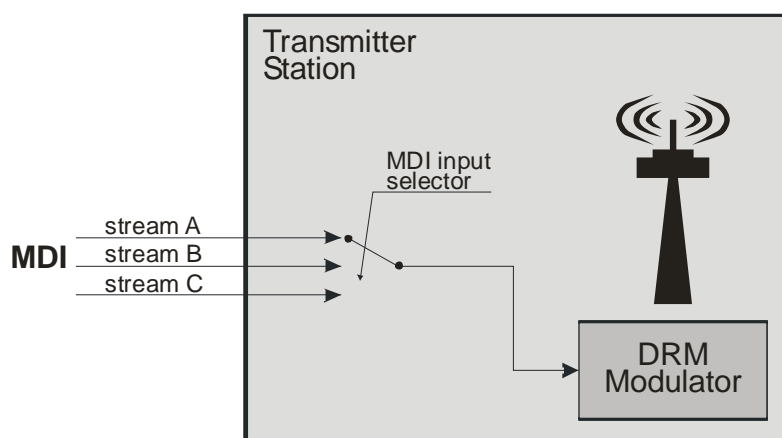 Transmitter
Station
MDI input
selector
stream A
MDI
stream B
stream C
DRM
Modulator